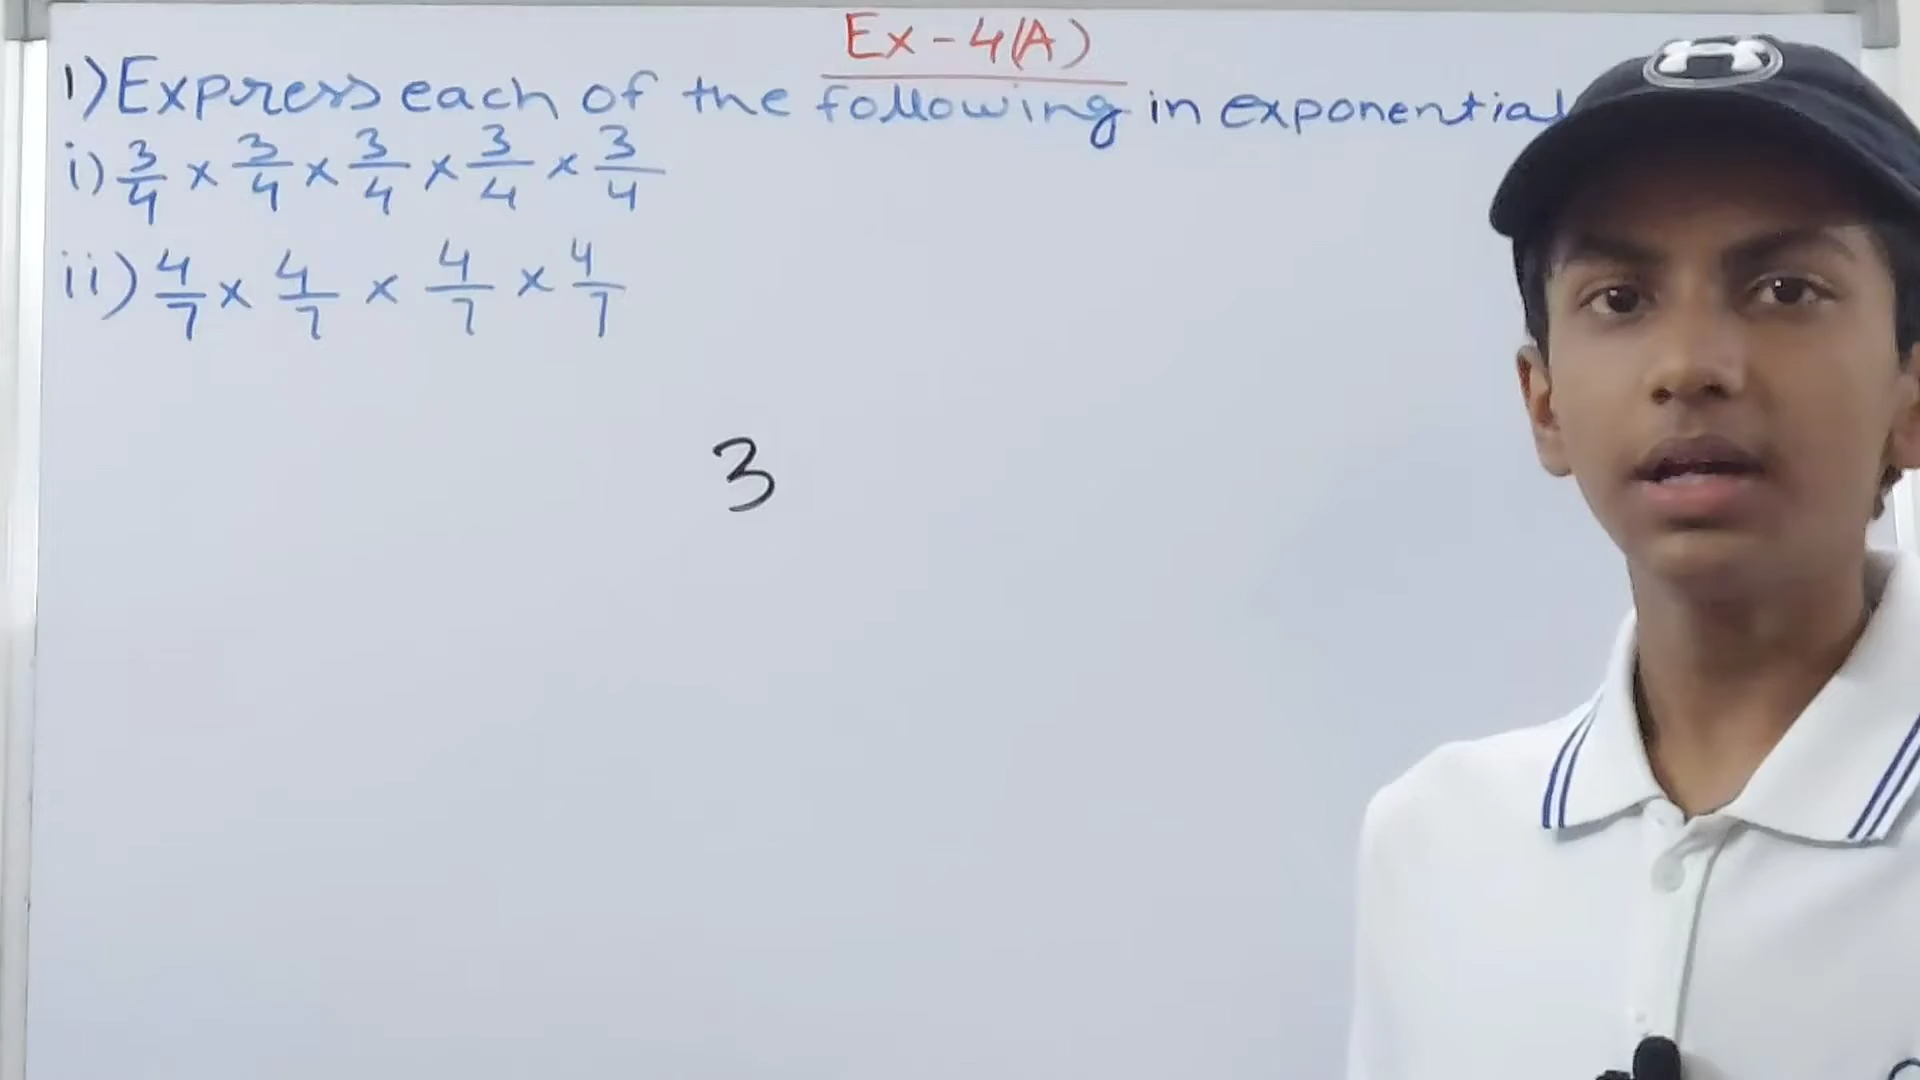 Ex-4(A)
1) Express each of the following in exponential
i) 3/4 × 3/4 × 3/4 × 3/4 × 3/4
ii) 4/7 × 4/7 × 4/7 × 4/7
3